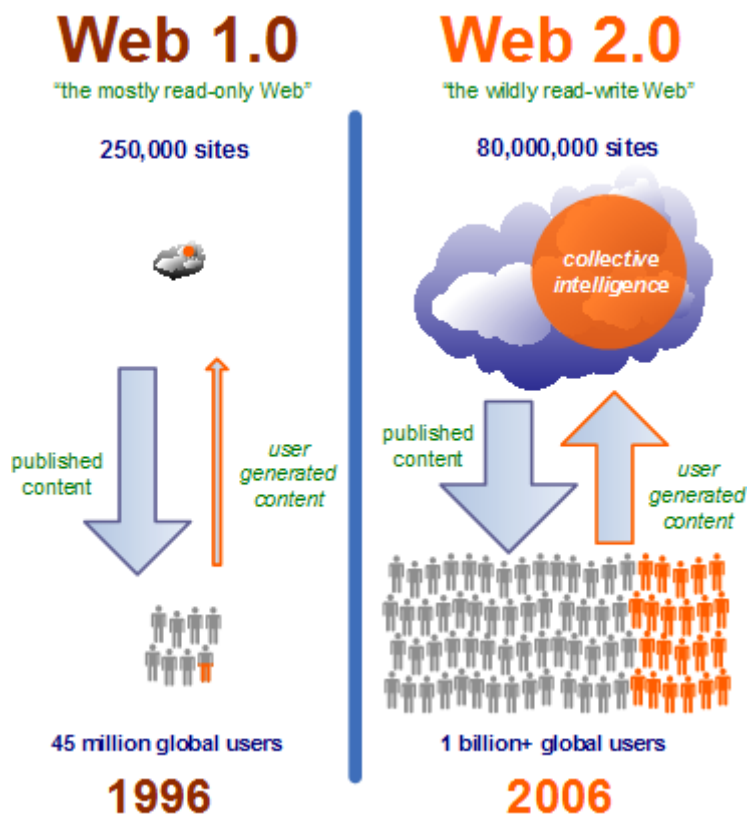 Web 1.0
"the mostly read-only Web"
250,000 sites
published
content
user
generated
content
45 million global users
1996
Web 2.0
"the wildly read-write Web"
80,000,000 sites
collective
intelligence
published
content
user
generated
content
1 billion+ global users
2006